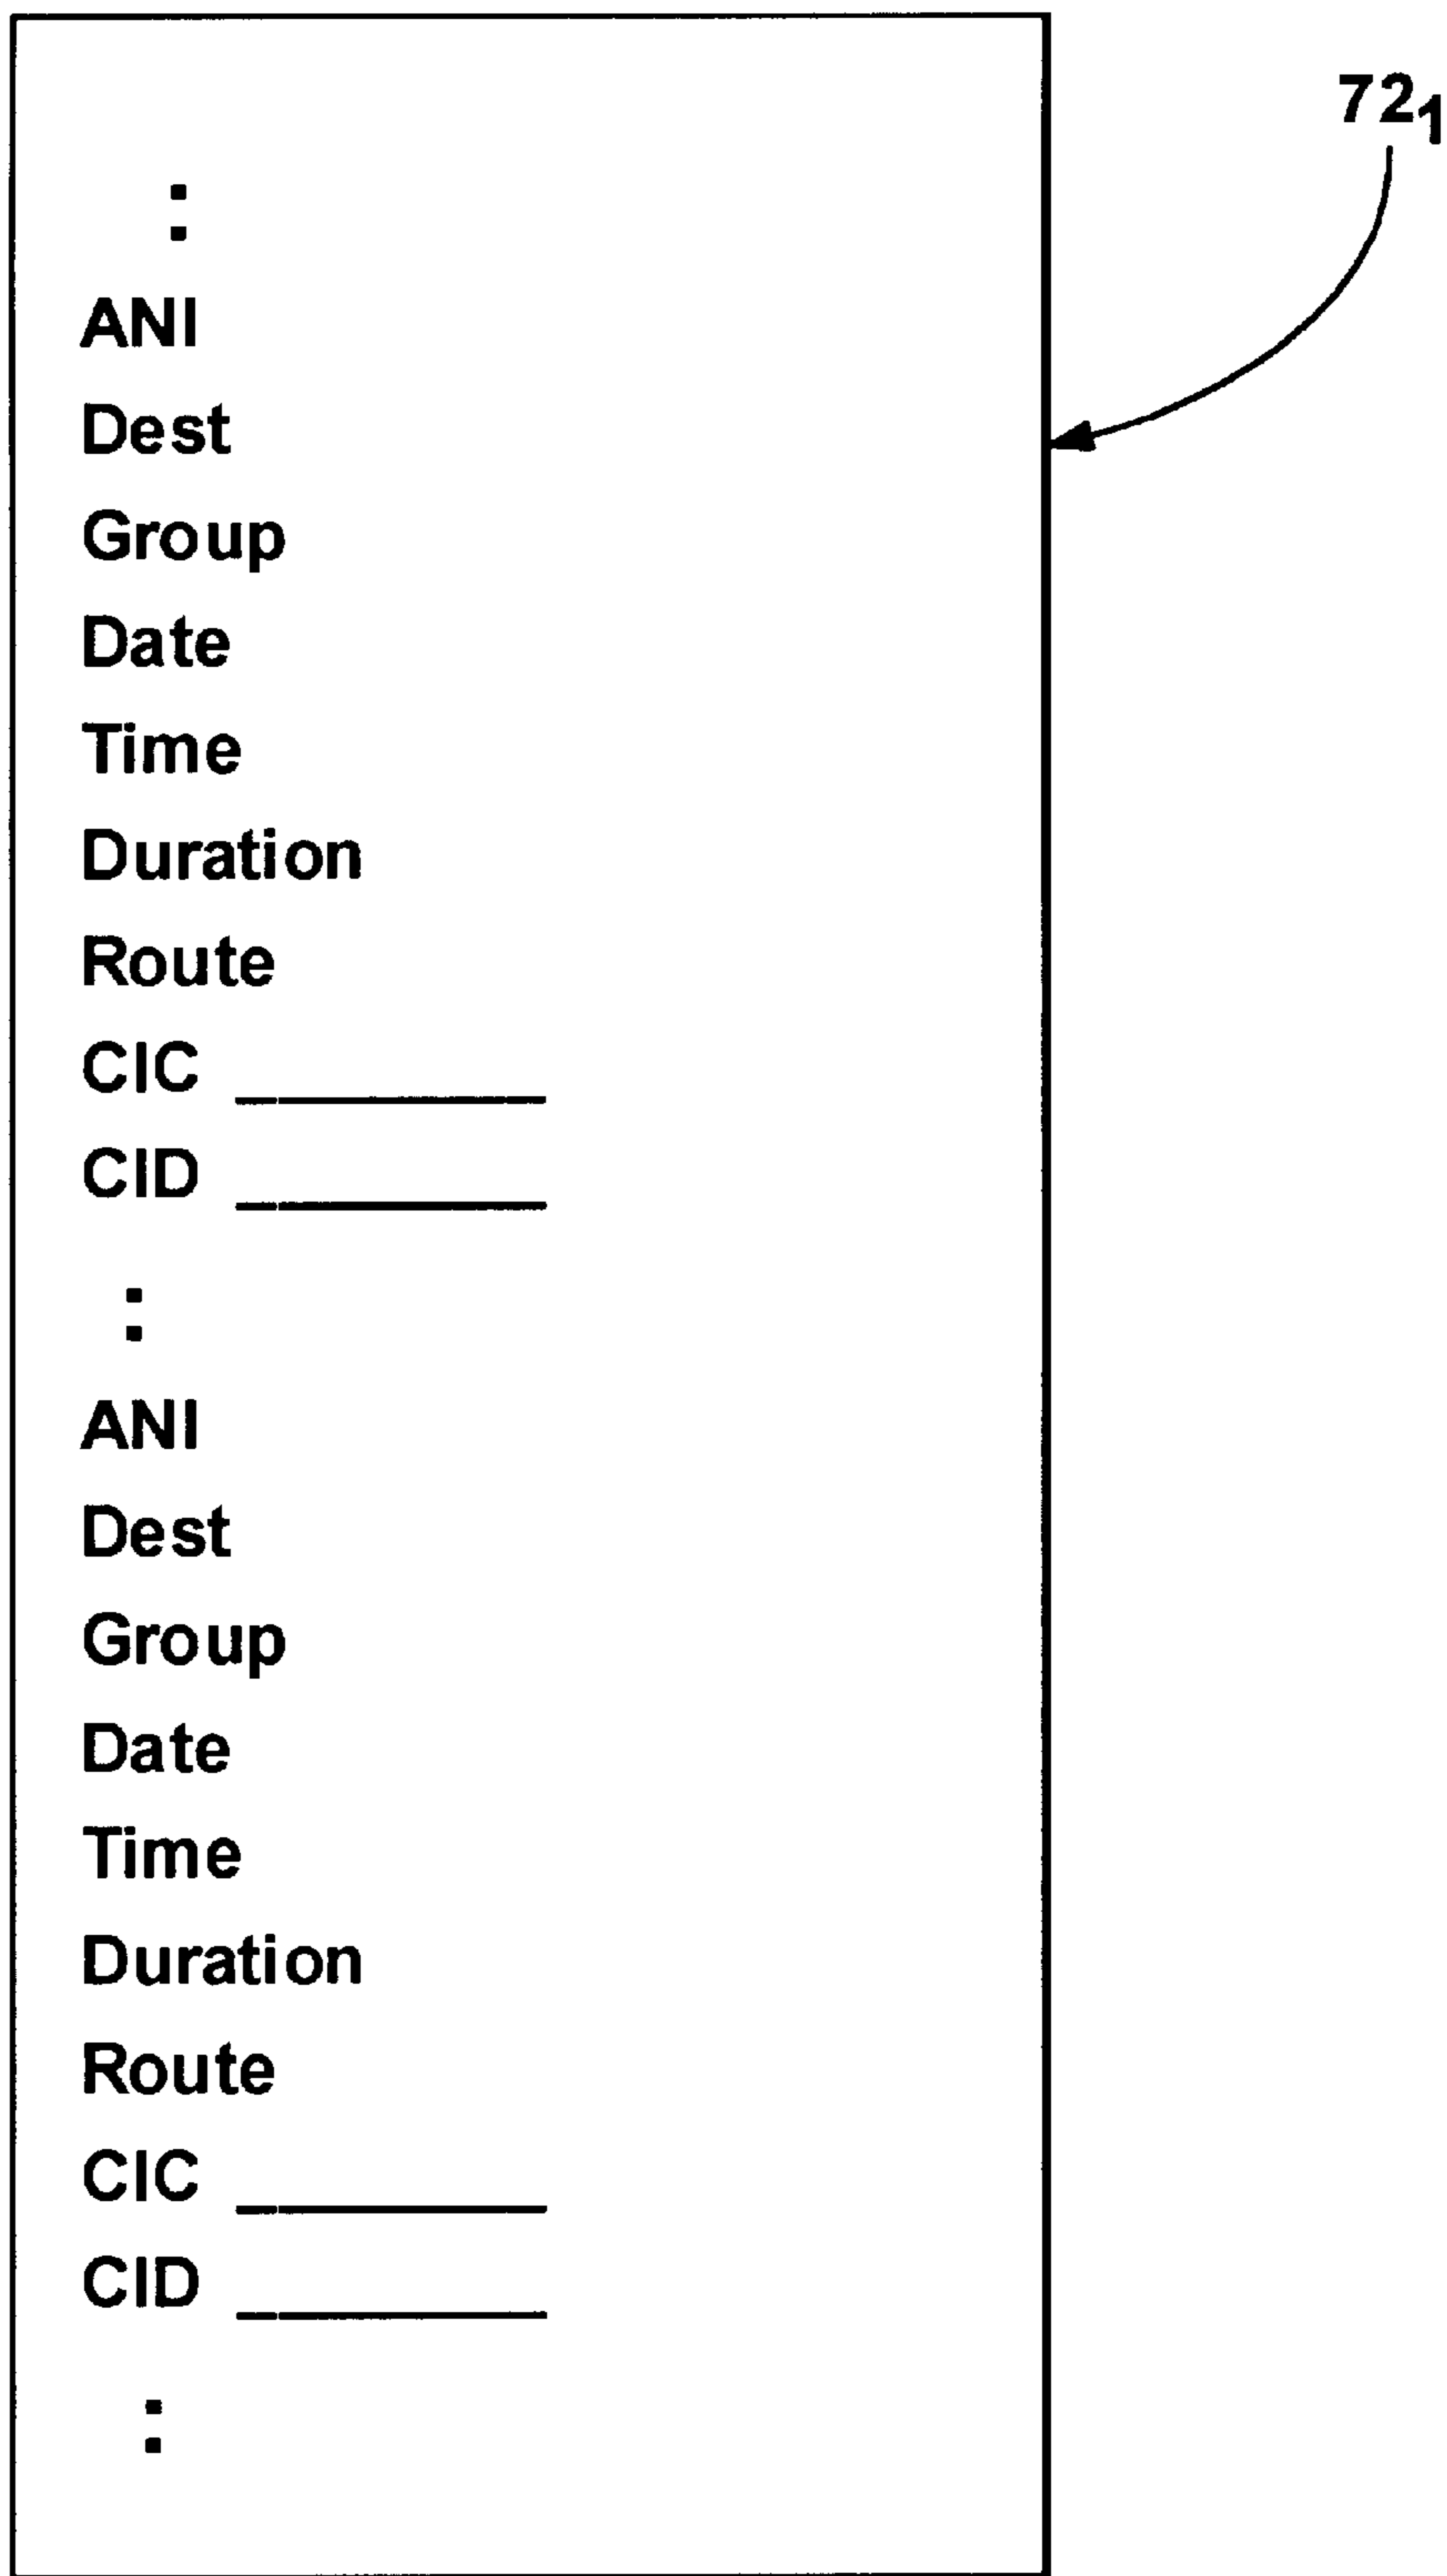 72₁
:
ANI
Dest
Group
Date
Time
Duration
Route
CIC ________
CID ________
:
ANI
Dest
Group
Date
Time
Duration
Route
CIC ________
CID ________
: